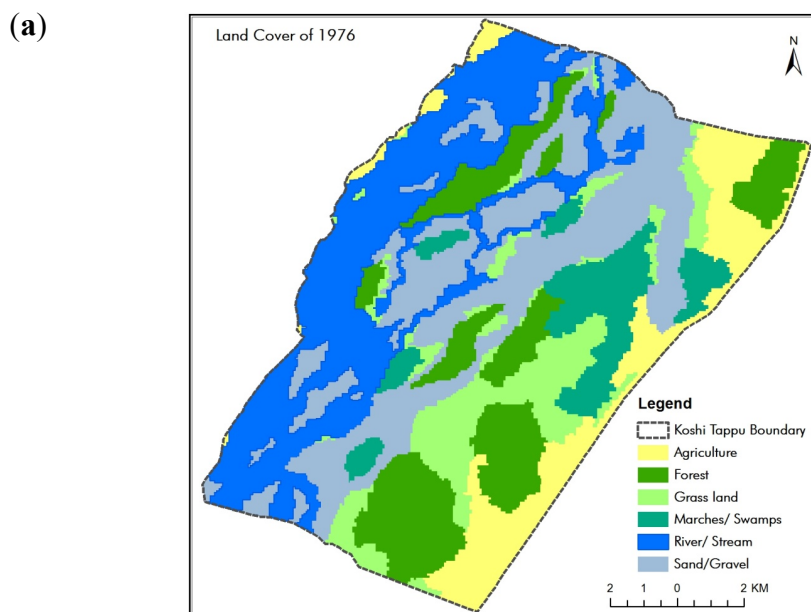 (a)
Land Cover of 1976
N
Legend
Koshi Tappu Boundary
Agriculture
Forest
Grass land
Marches/ Swamps
River/ Stream
Sand/Gravel
2 1 0 2 KM